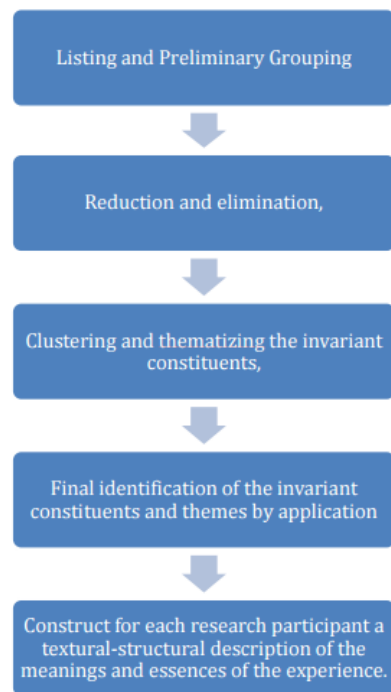 Listing and Preliminary Grouping
Reduction and elimination,
Clustering and thematizing the invariant
constituents,
Final identification of the invariant
constituents and themes by application
Construct for each research participant a
textural-structural description of the
meanings and essences of the experience.